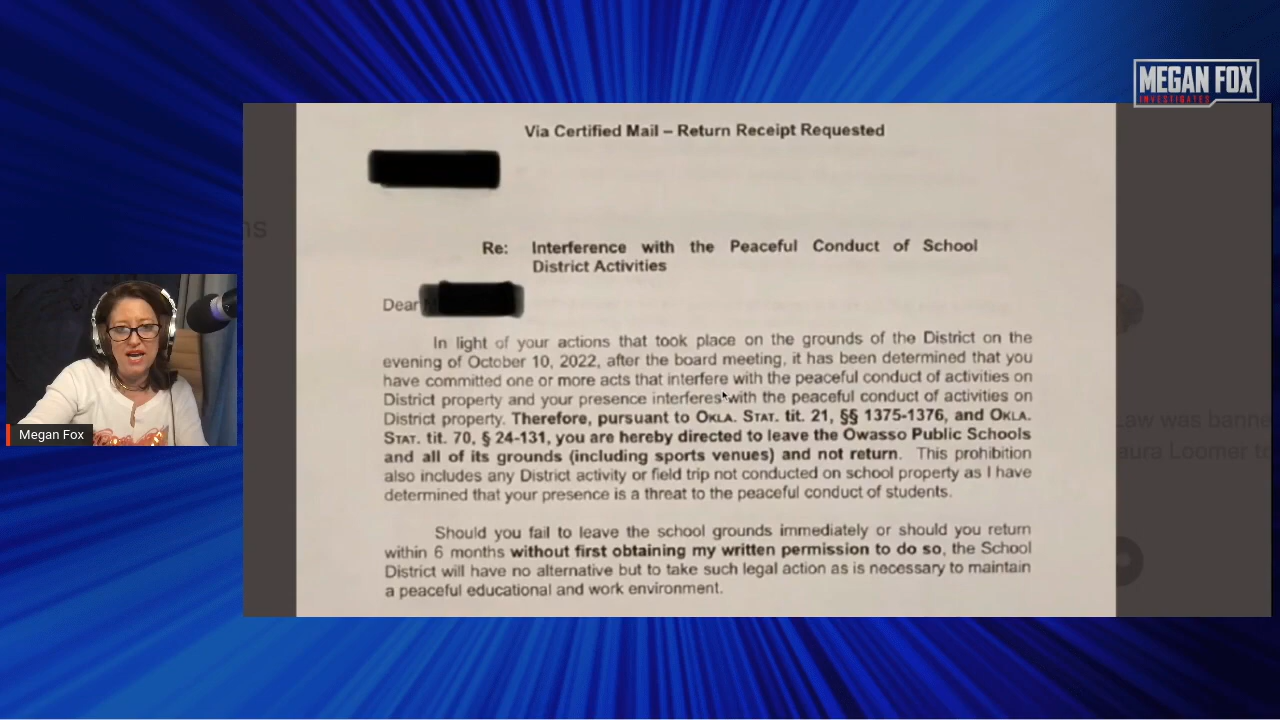 MEGAN FOX
INVESTIGATES
Via Certified Mail – Return Receipt Requested
Re: Interference with the Peaceful Conduct of School
District Activities
Dear
In light of your actions that took place on the grounds of the District on the
evening of October 10, 2022, after the board meeting, it has been determined that you
have committed one or more acts that interfere with the peaceful conduct of activities on
District property and your presence interferes with the peaceful conduct of activities on
District property. Therefore, pursuant to OKLA. STAT. tit. 21, §§ 1375-1376, and OKLA.
STAT. tit. 70, § 24-131, you are hereby directed to leave the Owasso Public Schools
and all of its grounds (including sports venues) and not return. This prohibition
also includes any District activity or field trip not conducted on school property as I have
determined that your presence is a threat to the peaceful conduct of students.
Should you fail to leave the school grounds immediately or should you return
within 6 months without first obtaining my written permission to do so, the School
District will have no alternative but to take such legal action as is necessary to maintain
a peaceful educational and work environment.
Megan Fox